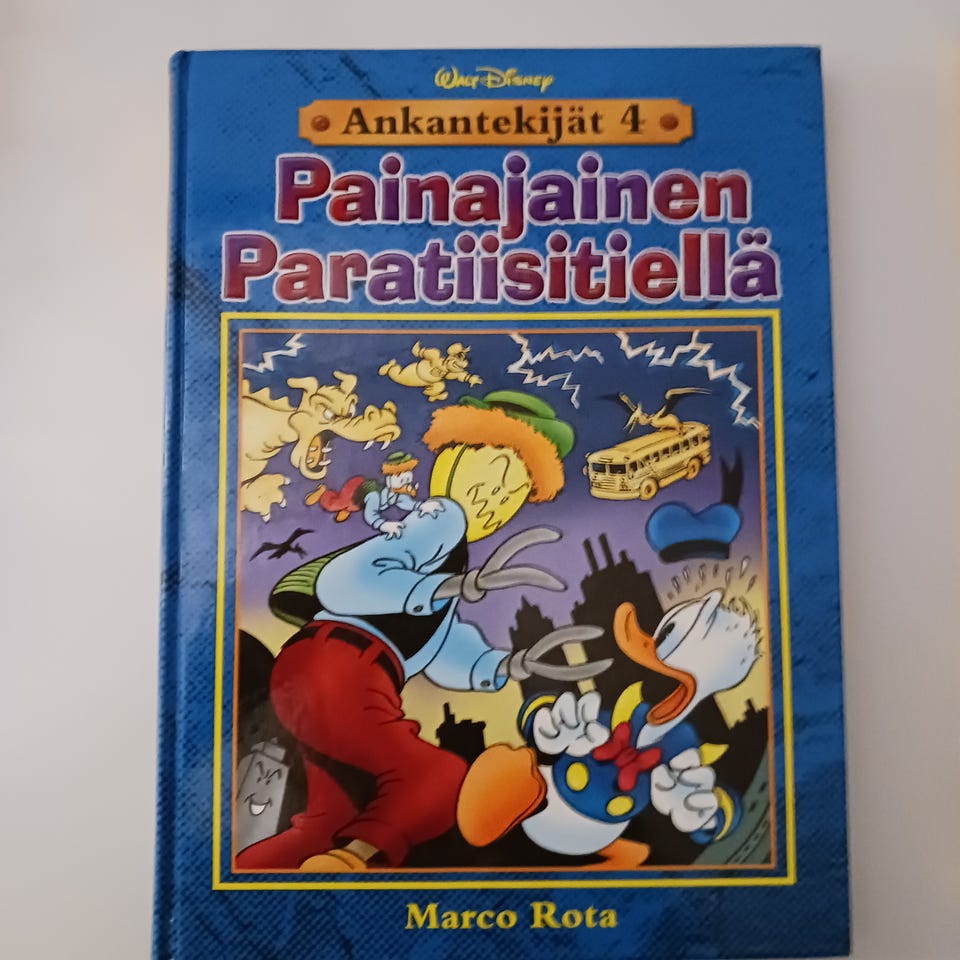 Walt Disney
Ankantekijät 4
Painajainen
Paratiisitiellä
Marco Rota